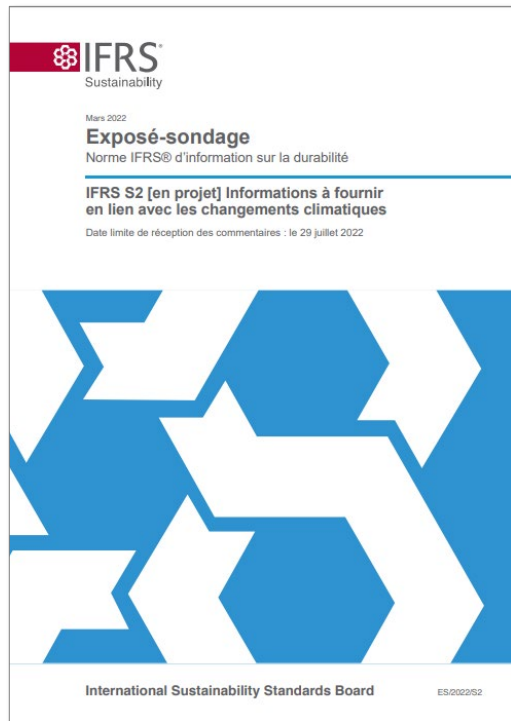 IFRS®
Sustainability
Mars 2022
Exposé-sondage
Norme IFRS® d'information sur la durabilité
IFRS S2 [en projet] Informations à fournir
en lien avec les changements climatiques
Date limite de réception des commentaires : le 29 juillet 2022
International Sustainability Standards Board
ES/2022/S2